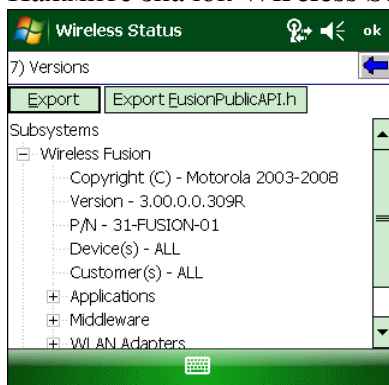 Wireless Status
ok
7) Versions
Export
Export FusionPublicAPI.h
Subsystems
Wireless Fusion
Copyright (C) - Motorola 2003-2008
Version - 3.00.0.0.309R
P/N - 31-FUSION-01
Device(s) - ALL
Customer(s) - ALL
Applications
Middleware
WLAN Adapters